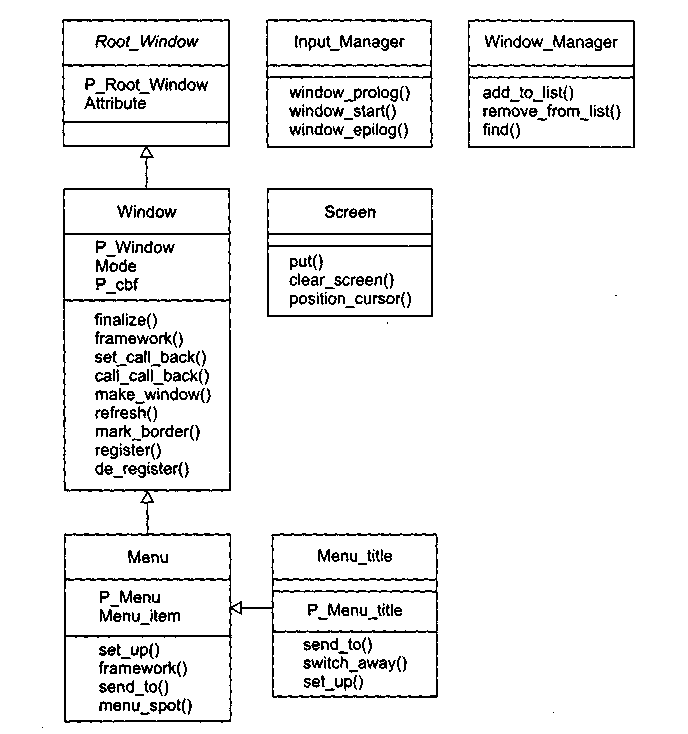 Root_Window
P_Root_Window
Attribute
Input_Manager
window_prolog()
window_start()
window_epilog()
Window_Manager
add_to_list()
remove_from_list()
find()
Window
P_Window
Mode
P_cbf
finalize()
framework()
set_call_back()
call_call_back()
make_window()
refresh()
mark_border()
register()
de_register()
Screen
put()
clear_screen()
position_cursor()
Menu
P_Menu
Menu_item
set_up()
framework()
send_to()
menu_spot()
Menu_title
P_Menu_title
send_to()
switch_away()
set_up()